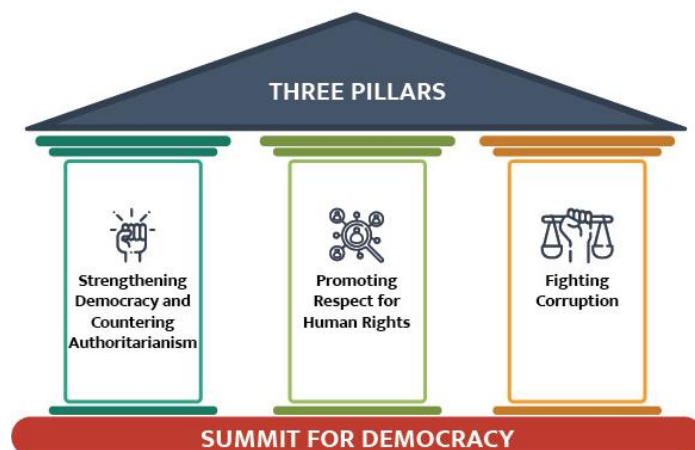 THREE PILLARS
Strengthening
Democracy and
Countering
Authoritarianism
Promoting
Respect for
Human Rights
Fighting
Corruption
SUMMIT FOR DEMOCRACY